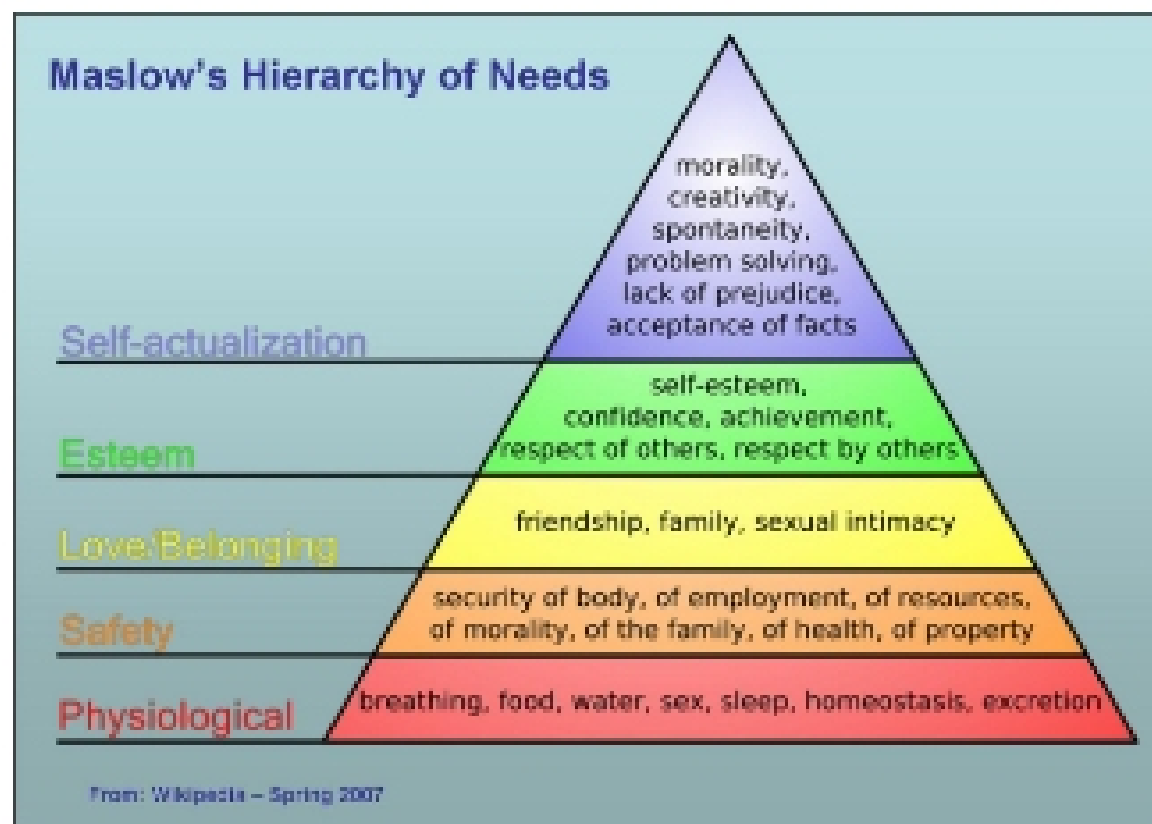 Maslow's Hierarchy of Needs
morality,
creativity,
spontaneity,
problem solving,
lack of prejudice,
acceptance of facts
Self-actualization
self-esteem,
confidence, achievement,
respect of others, respect by others
Esteem
friendship, family, sexual intimacy
Love/Belonging
security of body, of employment, of resources,
of morality, of the family, of health, of property
Safety
breathing, food, water, sex, sleep, homeostasis, excretion
Physiological
From: Wikipedia – Spring 2007